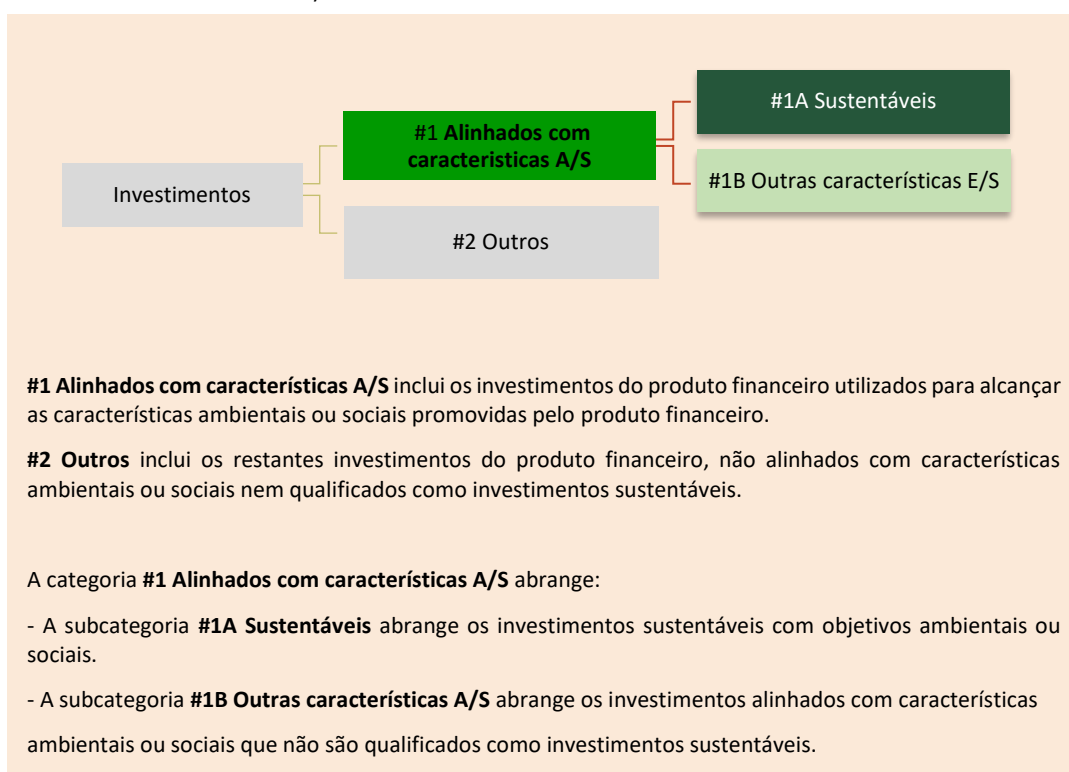 #1A Sustentáveis
#1 Alinhados com
caracteristicas A/S
#1B Outras características E/S
Investimentos
#2 Outros
#1 Alinhados com características A/S inclui os investimentos do produto financeiro utilizados para alcançar
as características ambientais ou sociais promovidas pelo produto financeiro.
#2 Outros inclui os restantes investimentos do produto financeiro, não alinhados com características
ambientais ou sociais nem qualificados como investimentos sustentáveis.
A categoria #1 Alinhados com características A/S abrange:
- A subcategoria #1A Sustentáveis abrange os investimentos sustentáveis com objetivos ambientais ou
sociais.
- A subcategoria #1B Outras características A/S abrange os investimentos alinhados com características
ambientais ou sociais que não são qualificados como investimentos sustentáveis.